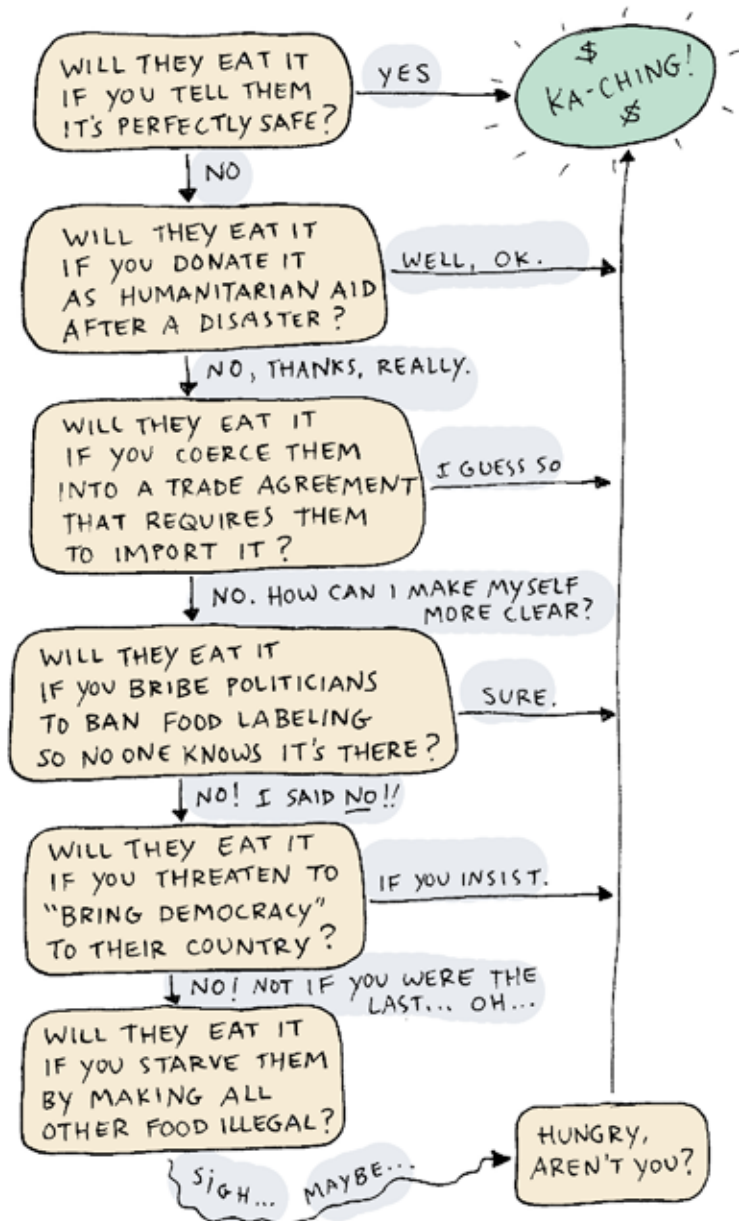 WILL THEY EAT IT
IF YOU TELL THEM
IT'S PERFECTLY SAFE?
YES
$
KA-CHING!
$
NO
WILL THEY EAT IT
IF YOU DONATE IT
AS HUMANITARIAN AID
AFTER A DISASTER?
WELL, OK.
NO, THANKS, REALLY.
WILL THEY EAT IT
IF YOU COERCE THEM
INTO A TRADE AGREEMENT
THAT REQUIRES THEM
TO IMPORT IT?
I GUESS SO
NO. HOW CAN I MAKE MYSELF
MORE CLEAR?
WILL THEY EAT IT
IF YOU BRIBE POLITICIANS
TO BAN FOOD LABELING
SO NO ONE KNOWS IT'S THERE?
SURE.
NO! I SAID NO!!
WILL THEY EAT IT
IF YOU THREATEN TO
"BRING DEMOCRACY"
TO THEIR COUNTRY?
IF YOU INSIST.
NO! NOT IF YOU WERE THE
LAST... OH...
WILL THEY EAT IT
IF YOU STARVE THEM
BY MAKING ALL
OTHER FOOD ILLEGAL?
SIGH... MAYBE...
HUNGRY,
AREN'T YOU?